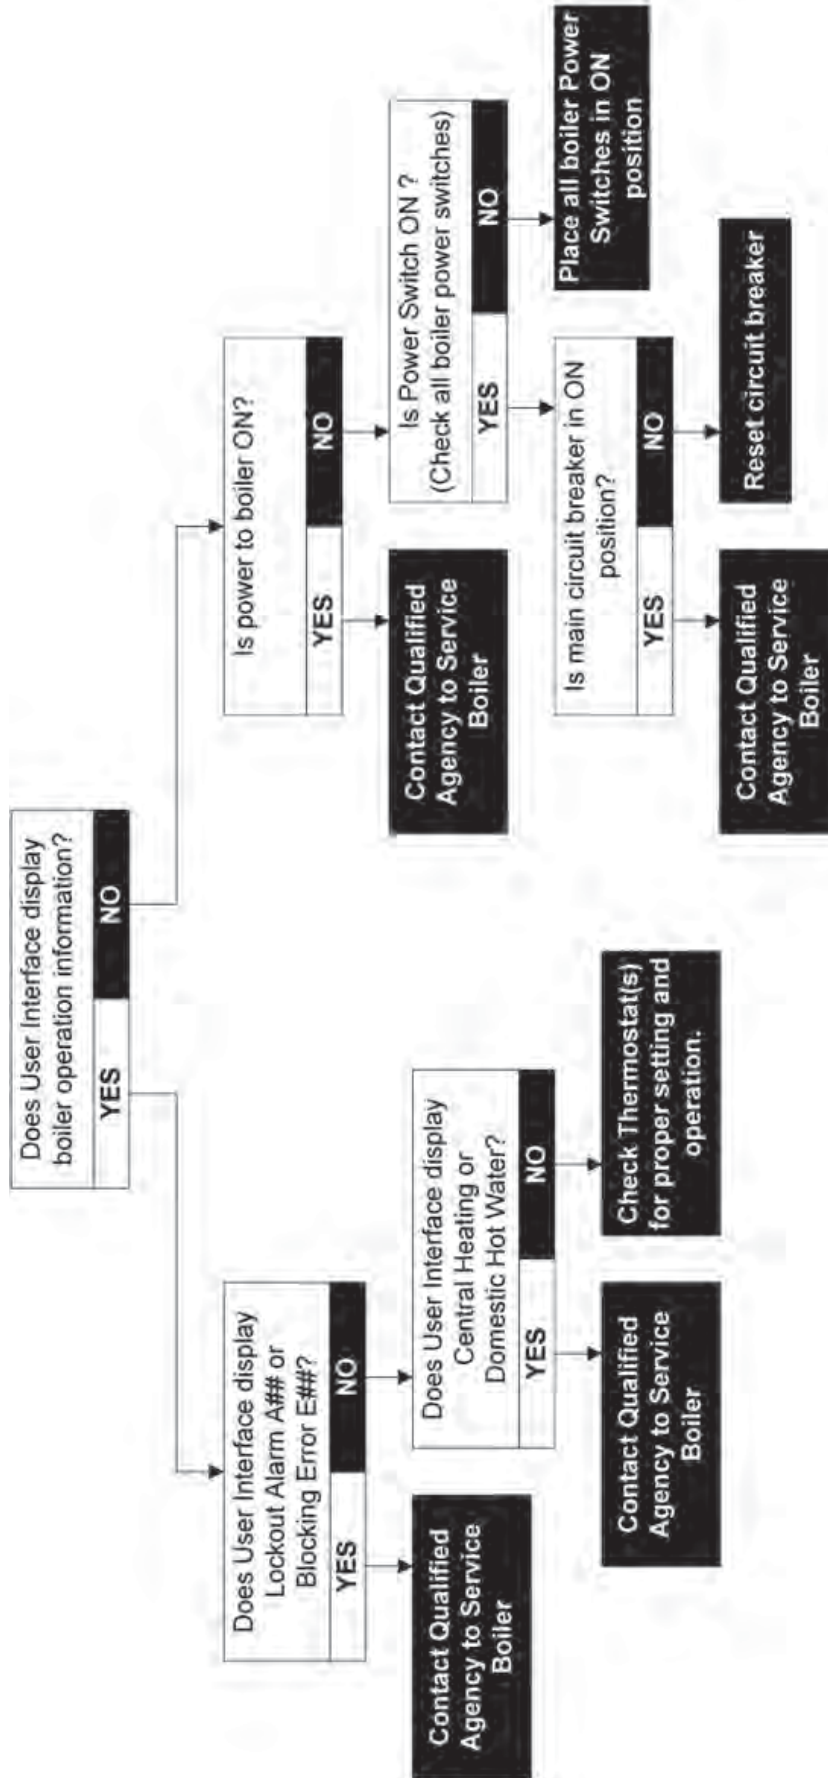 Does User Interface display
boiler operation information?
YES
NO
Does User Interface display
Lockout Alarm A## or
Blocking Error E##?
YES
NO
Contact Qualified
Agency to Service
Boiler
Does User Interface display
Central Heating or
Domestic Hot Water?
YES
NO
Contact Qualified
Agency to Service
Boiler
Check Thermostat(s)
for proper setting and
operation.
Is power to boiler ON?
YES
NO
Contact Qualified
Agency to Service
Boiler
Is Power Switch ON ?
(Check all boiler power switches)
YES
NO
Place all boiler Power
Switches in ON
position
Is main circuit breaker in ON
position?
YES
NO
Contact Qualified
Agency to Service
Boiler
Reset circuit breaker